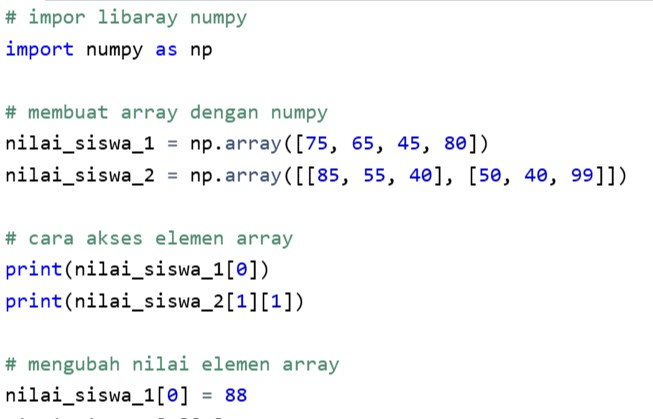 # impor libaray numpy
import numpy as np
# membuat array dengan numpy
nilai_siswa_1 = np.array([75, 65, 45, 80])
nilai_siswa_2 = np.array([[85, 55, 40], [50, 40, 99]])
# cara akses elemen array
print(nilai_siswa_1[0])
print(nilai_siswa_2[1][1])
# mengubah nilai elemen array
nilai_siswa_1[0] = 88